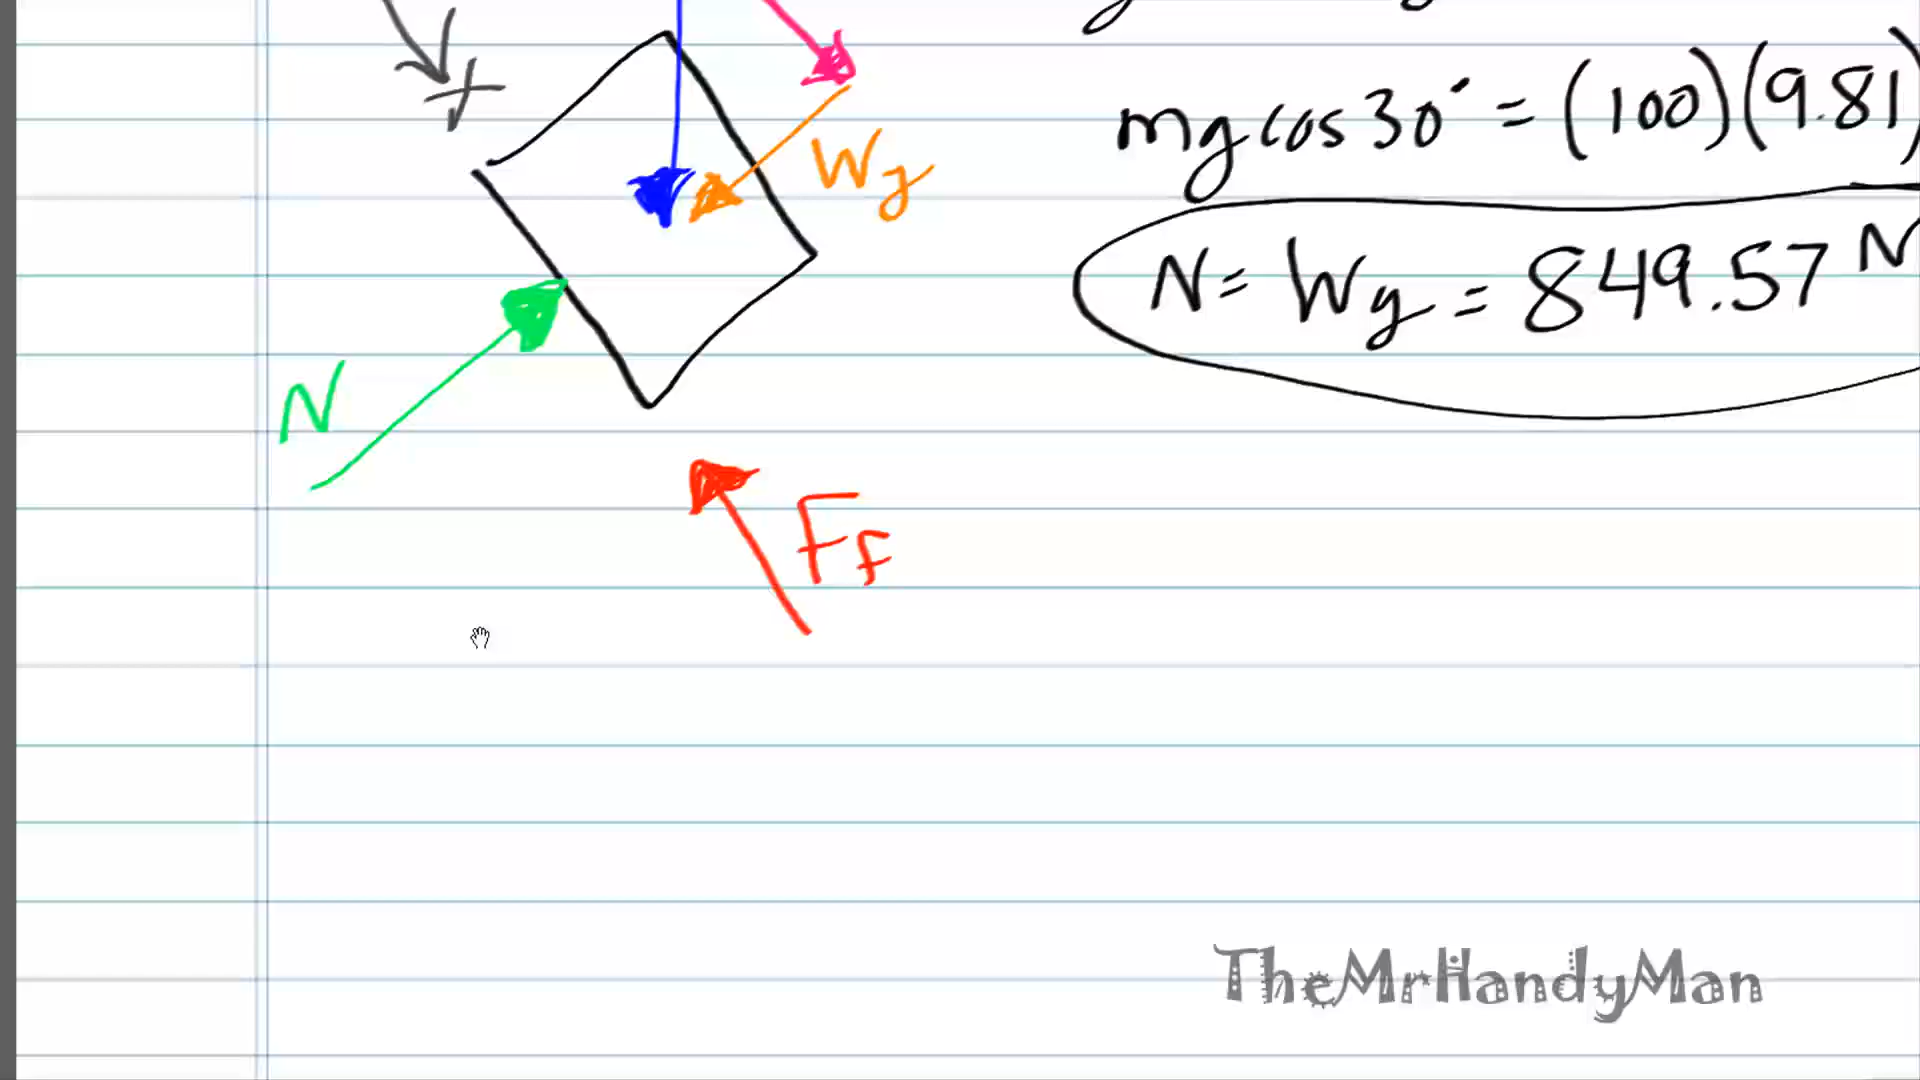 mg cos 30° = (100)(9.81)
Wy
N = Wy = 849.57 N
N
FF
TheMrHandyMan